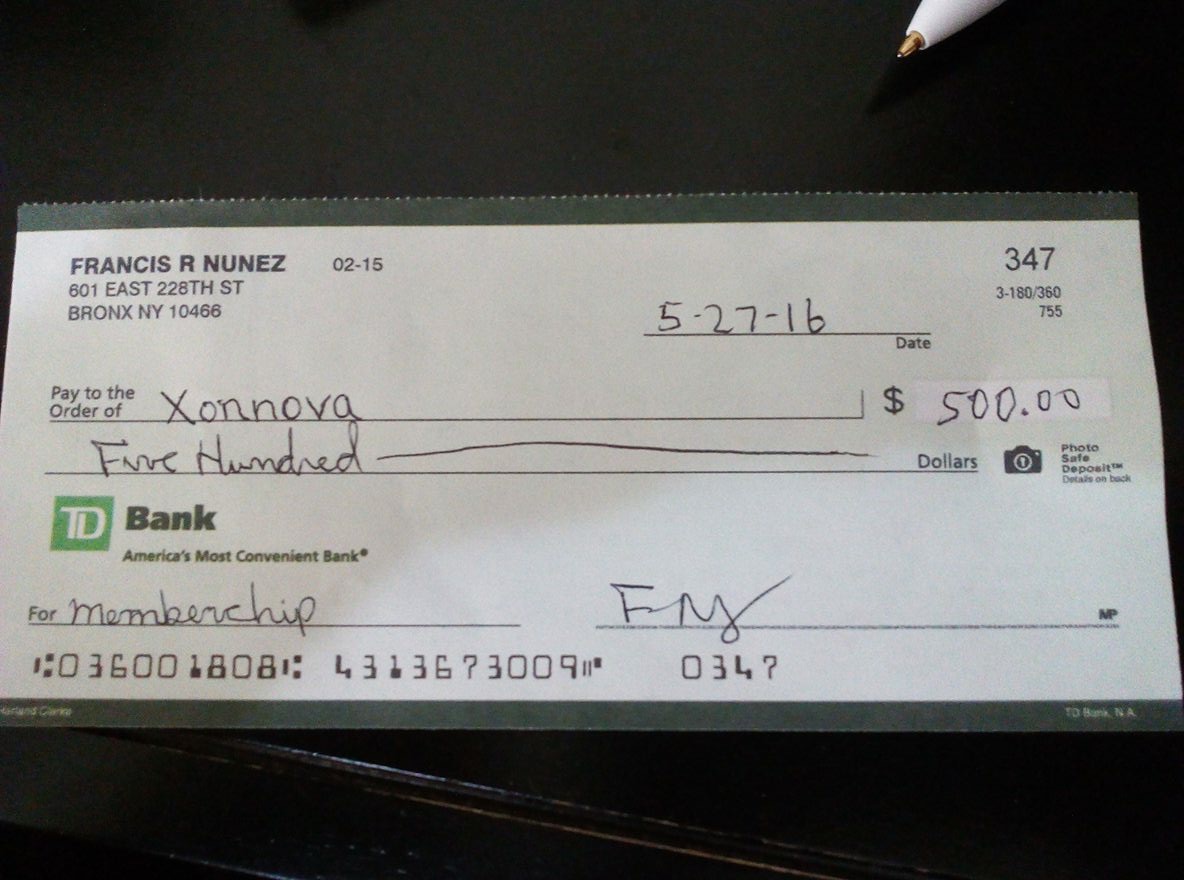 FRANCIS R NUNEZ 02-15
601 EAST 228TH ST
BRONX NY 10466
347
3-180/360
755
5-27-16
Date
Pay to the
Order of Xonnova $ 500.00
Five Hundred Dollars
Photo
Safe
Deposit™
Details on back
TD Bank
America's Most Convenient Bank®
For Memberchip FNy MP
⑆036001808⑆ 4313673009⑈ 0347
Harland Clarke
TD Bank, N.A.